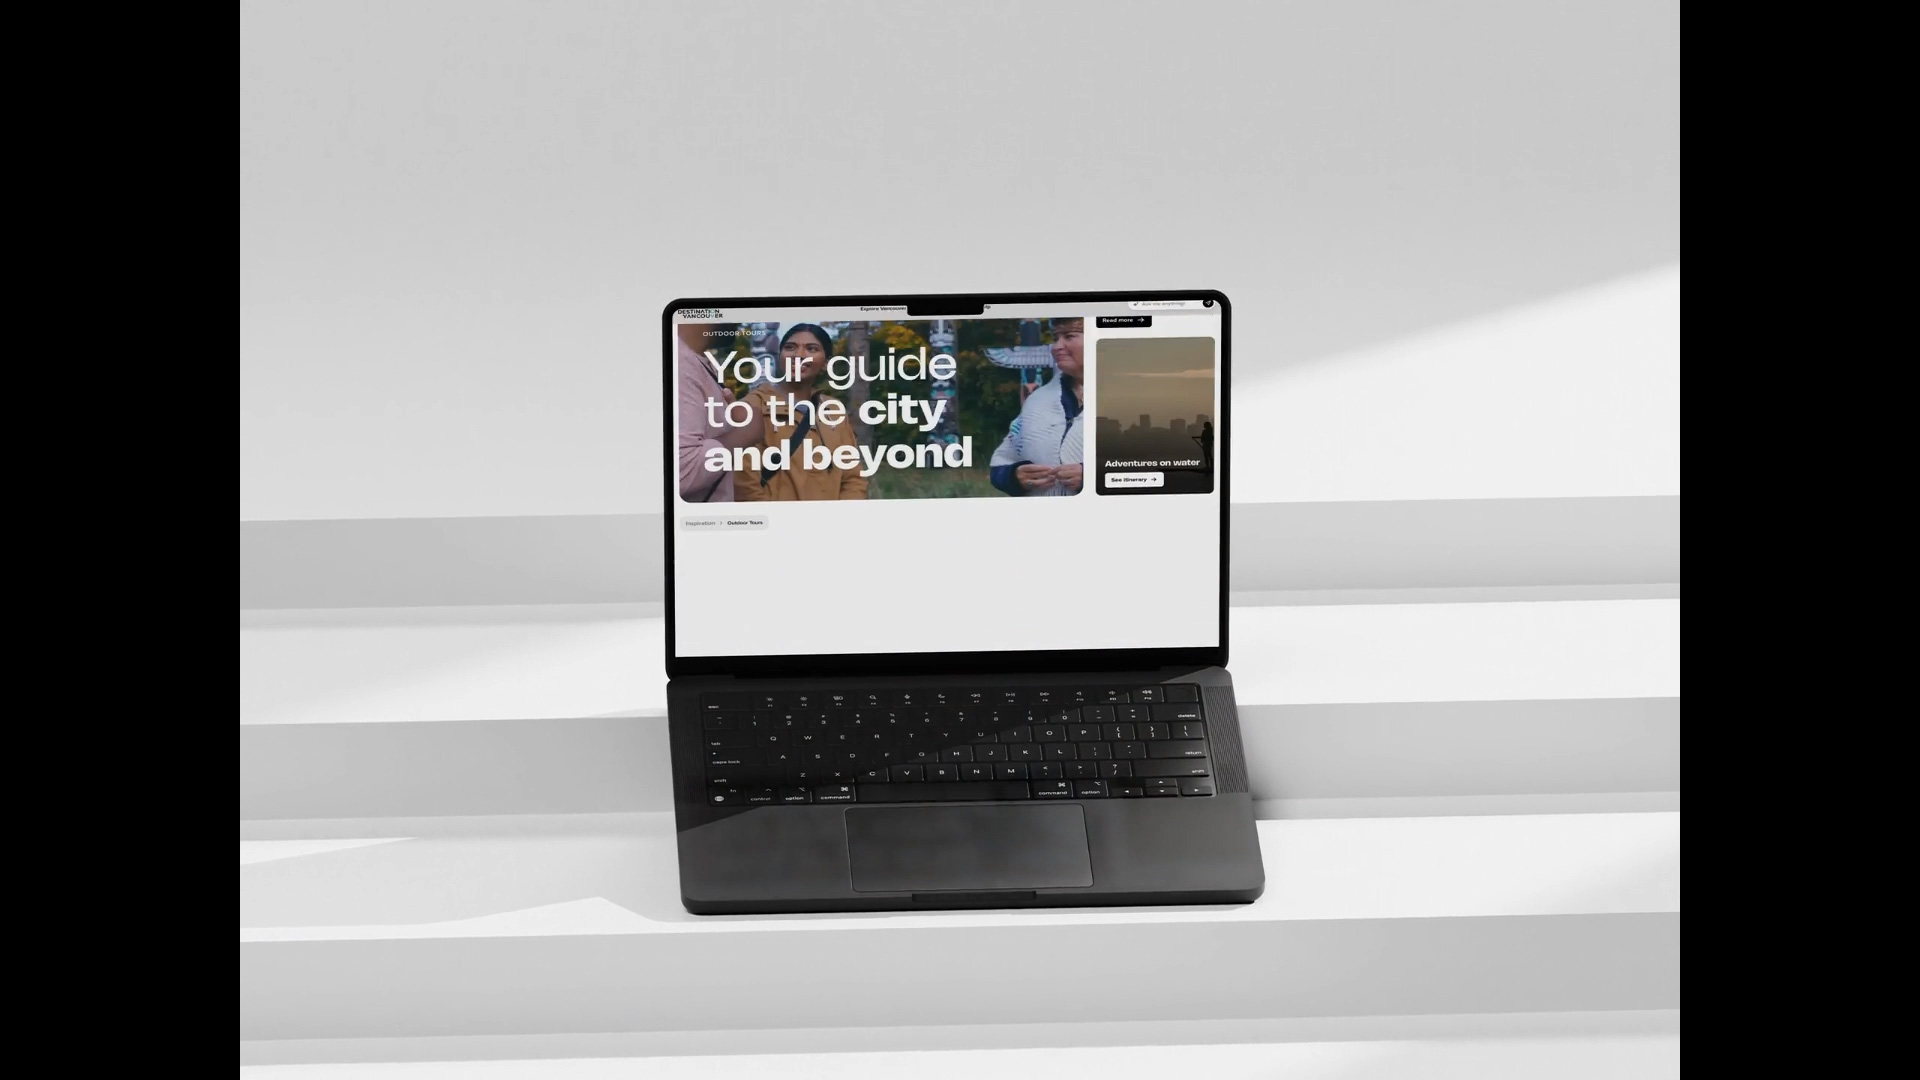 DESTINATION
VANCOUVER
Explore Vancouver
Ask me anything!
OUTDOOR TOURS
Your guide
to the city
and beyond
Read more
Adventures on water
See itinerary
Inspiration > Outdoor Tours
esc
delete
tab
Q W E R T Y U I O P
caps lock
A S D F G H J K L
return
shift
Z X C V B N M
shift
fn
control
option
command
command
option